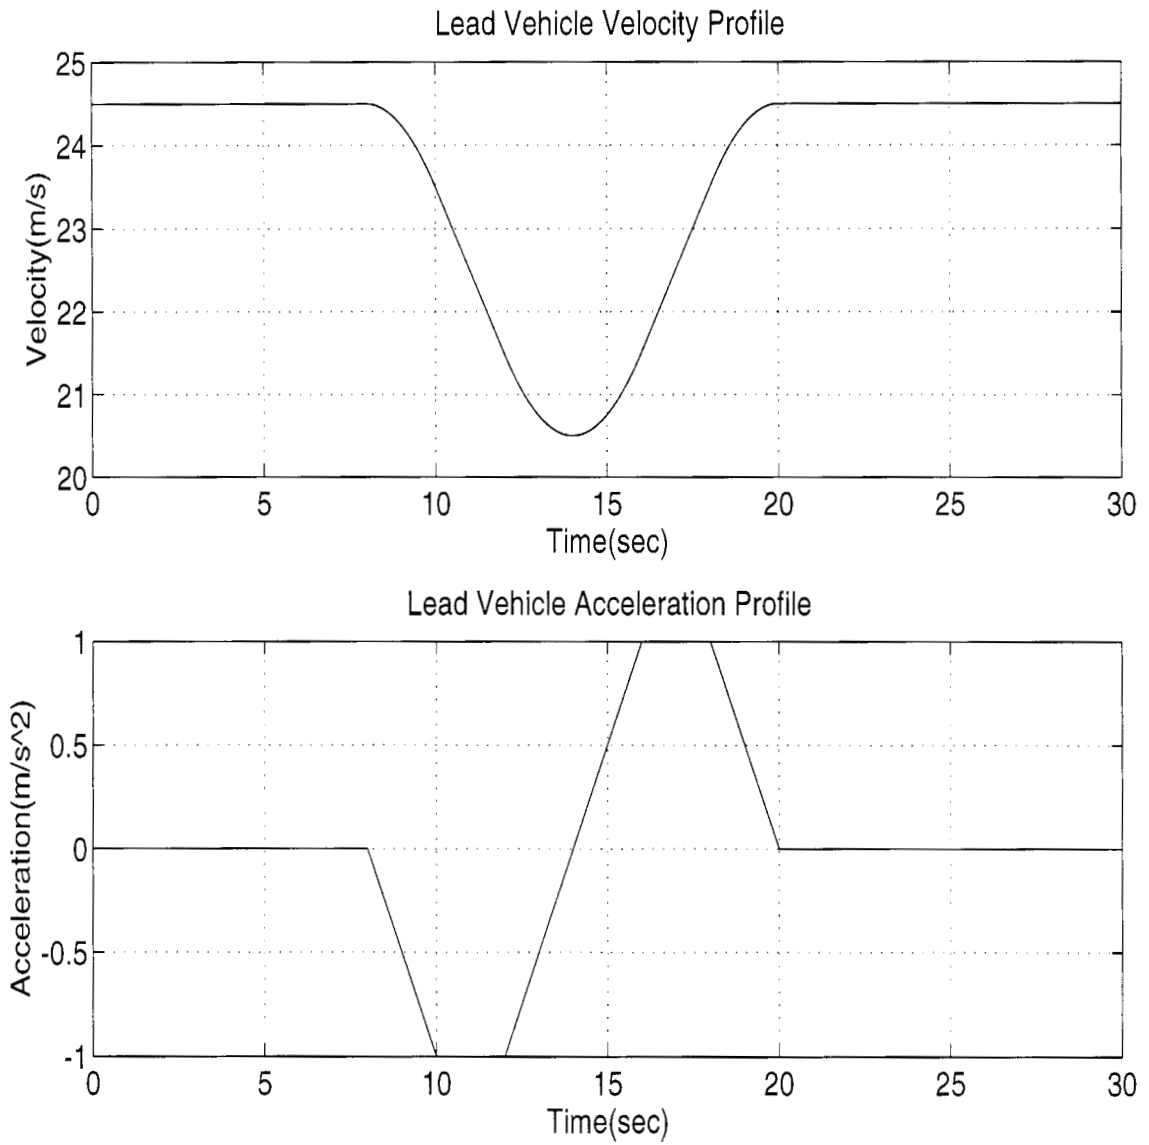 Lead Vehicle Velocity Profile
25
24
23
22
21
20
Velocity(m/s)
0 5 10 15 20 25 30
Time(sec)
Lead Vehicle Acceleration Profile
1
0.5
0
-0.5
-1
Acceleration(m/s^2)
0 5 10 15 20 25 30
Time(sec)